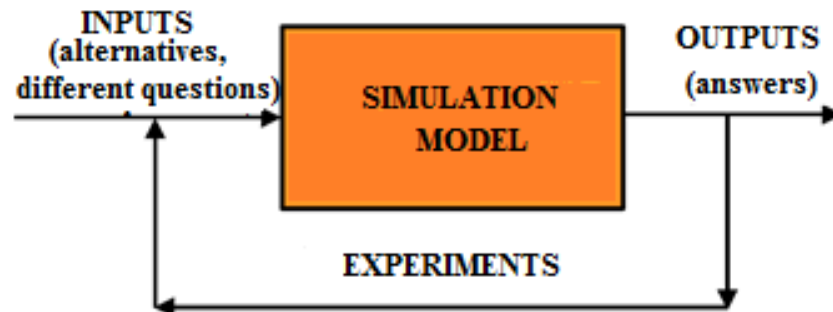 INPUTS
(alternatives,
different questions)
SIMULATION
MODEL
OUTPUTS
(answers)
EXPERIMENTS